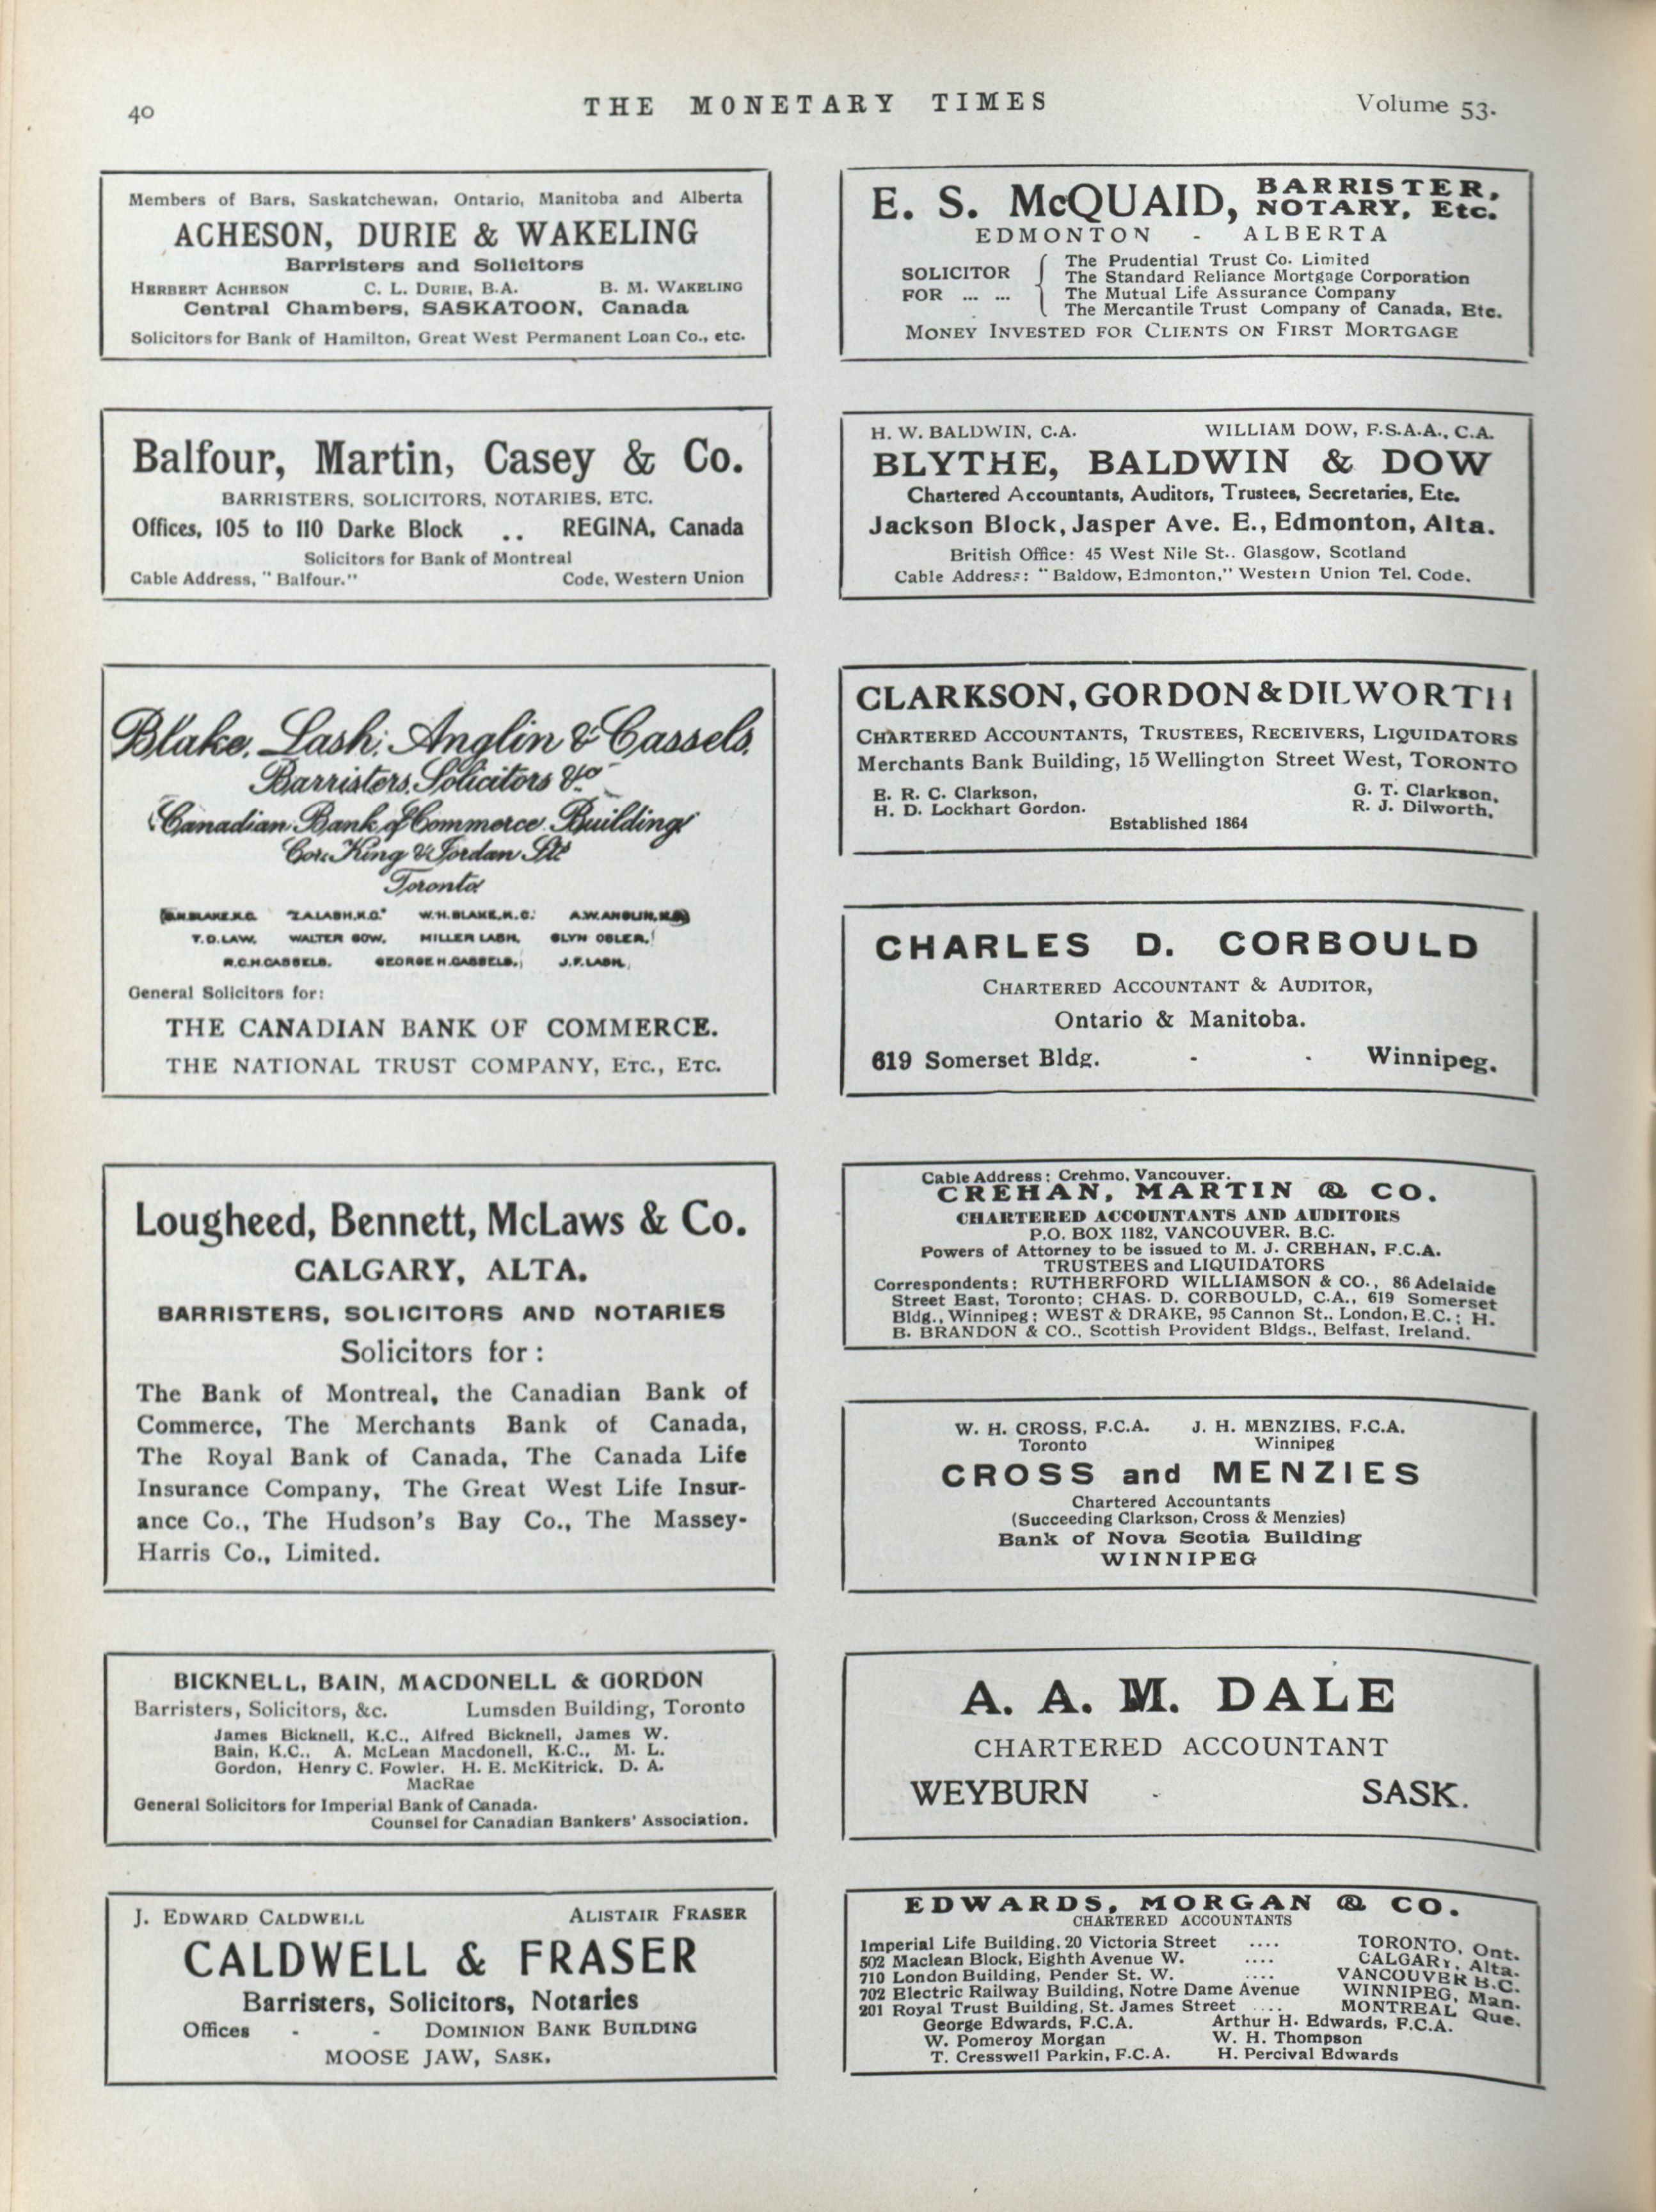 40
THE MONETARY TIMES
Volume 53.
Members of Bars, Saskatchewan, Ontario, Manitoba and Alberta
ACHESON, DURIE & WAKELING
Barristers and Solicitors
HERBERT ACHESON C. L. DURIE, B.A. B. M. WAKELING
Central Chambers, SASKATOON, Canada
Solicitors for Bank of Hamilton, Great West Permanent Loan Co., etc.
Balfour, Martin, Casey & Co.
BARRISTERS, SOLICITORS, NOTARIES, ETC.
Offices, 105 to 110 Darke Block .. REGINA, Canada
Solicitors for Bank of Montreal
Cable Address, "Balfour." Code, Western Union
Blake, Lash, Anglin & Cassels,
Barristers, Solicitors &c
Canadian Bank of Commerce Building
Cor. King & Jordan Sts
Toronto
Z.A. LASH, K.C. W.H. BLAKE, K.C. A.W. ANGLIN, K.C.
T.D. LAW, WALTER GOW, MILLER LASH, GLYN OSLER,
R.C.H. CASSELS, GEORGE H. CASSELS, J.F. LASH,
General Solicitors for:
THE CANADIAN BANK OF COMMERCE.
THE NATIONAL TRUST COMPANY, ETC., ETC.
Lougheed, Bennett, McLaws & Co.
CALGARY, ALTA.
BARRISTERS, SOLICITORS AND NOTARIES
Solicitors for:
The Bank of Montreal, the Canadian Bank of
Commerce, The Merchants Bank of Canada,
The Royal Bank of Canada, The Canada Life
Insurance Company, The Great West Life Insur-
ance Co., The Hudson's Bay Co., The Massey-
Harris Co., Limited.
BICKNELL, BAIN, MACDONELL & GORDON
Barristers, Solicitors, &c. Lumsden Building, Toronto
James Bicknell, K.C., Alfred Bicknell, James W.
Bain, K.C., A. McLean Macdonell, K.C., M. L.
Gordon, Henry C. Fowler, H. E. McKitrick, D. A.
MacRae
General Solicitors for Imperial Bank of Canada.
Counsel for Canadian Bankers' Association.
J. EDWARD CALDWELL ALISTAIR FRASER
CALDWELL & FRASER
Barristers, Solicitors, Notaries
Offices - - DOMINION BANK BUILDING
MOOSE JAW, SASK.
E. S. McQUAID, BARRISTER, NOTARY, Etc.
EDMONTON - ALBERTA
SOLICITOR FOR ... ...
The Prudential Trust Co. Limited
The Standard Reliance Mortgage Corporation
The Mutual Life Assurance Company
The Mercantile Trust Company of Canada, Etc.
MONEY INVESTED FOR CLIENTS ON FIRST MORTGAGE
H. W. BALDWIN, C.A. WILLIAM DOW, F.S.A.A., C.A.
BLYTHE, BALDWIN & DOW
Chartered Accountants, Auditors, Trustees, Secretaries, Etc.
Jackson Block, Jasper Ave. E., Edmonton, Alta.
British Office: 45 West Nile St.. Glasgow, Scotland
Cable Address: "Baldow, Edmonton," Western Union Tel. Code.
CLARKSON, GORDON & DILWORTH
CHARTERED ACCOUNTANTS, TRUSTEES, RECEIVERS, LIQUIDATORS
Merchants Bank Building, 15 Wellington Street West, TORONTO
E. R. C. Clarkson, G. T. Clarkson,
H. D. Lockhart Gordon. R. J. Dilworth,
Established 1864
CHARLES D. CORBOULD
CHARTERED ACCOUNTANT & AUDITOR,
Ontario & Manitoba.
619 Somerset Bldg. - - Winnipeg.
Cable Address: Crehmo, Vancouver.
CREHAN, MARTIN & CO.
CHARTERED ACCOUNTANTS AND AUDITORS
P.O. BOX 1182, VANCOUVER, B.C.
Powers of Attorney to be issued to M. J. CREHAN, F.C.A.
TRUSTEES and LIQUIDATORS
Correspondents: RUTHERFORD WILLIAMSON & CO., 86 Adelaide
Street East, Toronto; CHAS. D. CORBOULD, C.A., 619 Somerset
Bldg., Winnipeg; WEST & DRAKE, 95 Cannon St., London, E.C.; H.
B. BRANDON & CO., Scottish Provident Bldgs., Belfast, Ireland.
W. H. CROSS, F.C.A. J. H. MENZIES, F.C.A.
Toronto Winnipeg
CROSS and MENZIES
Chartered Accountants
(Succeeding Clarkson, Cross & Menzies)
Bank of Nova Scotia Building
WINNIPEG
A. A. M. DALE
CHARTERED ACCOUNTANT
WEYBURN - SASK.
EDWARDS, MORGAN & CO.
CHARTERED ACCOUNTANTS
Imperial Life Building, 20 Victoria Street .... TORONTO, Ont.
502 Maclean Block, Eighth Avenue W. .... CALGARY, Alta.
710 London Building, Pender St. W. .... VANCOUVER B.C.
702 Electric Railway Building, Notre Dame Avenue WINNIPEG, Man.
201 Royal Trust Building, St. James Street .... MONTREAL Que.
George Edwards, F.C.A. Arthur H. Edwards, F.C.A.
W. Pomeroy Morgan W. H. Thompson
T. Cresswell Parkin, F.C.A. H. Percival Edwards